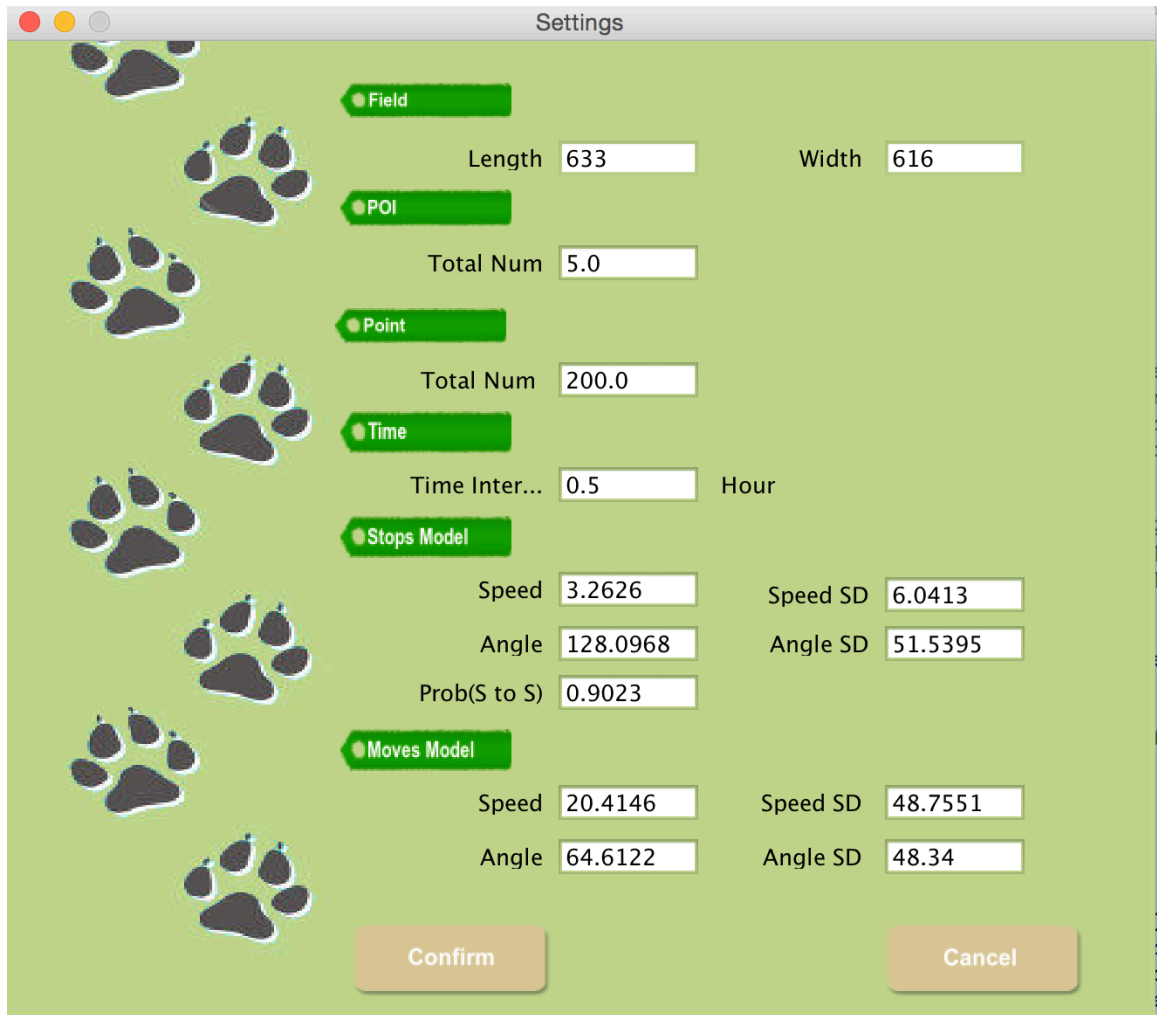 Settings
Field
Length 633 Width 616
POI
Total Num 5.0
Point
Total Num 200.0
Time
Time Inter... 0.5 Hour
Stops Model
Speed 3.2626 Speed SD 6.0413
Angle 128.0968 Angle SD 51.5395
Prob(S to S) 0.9023
Moves Model
Speed 20.4146 Speed SD 48.7551
Angle 64.6122 Angle SD 48.34
Confirm Cancel